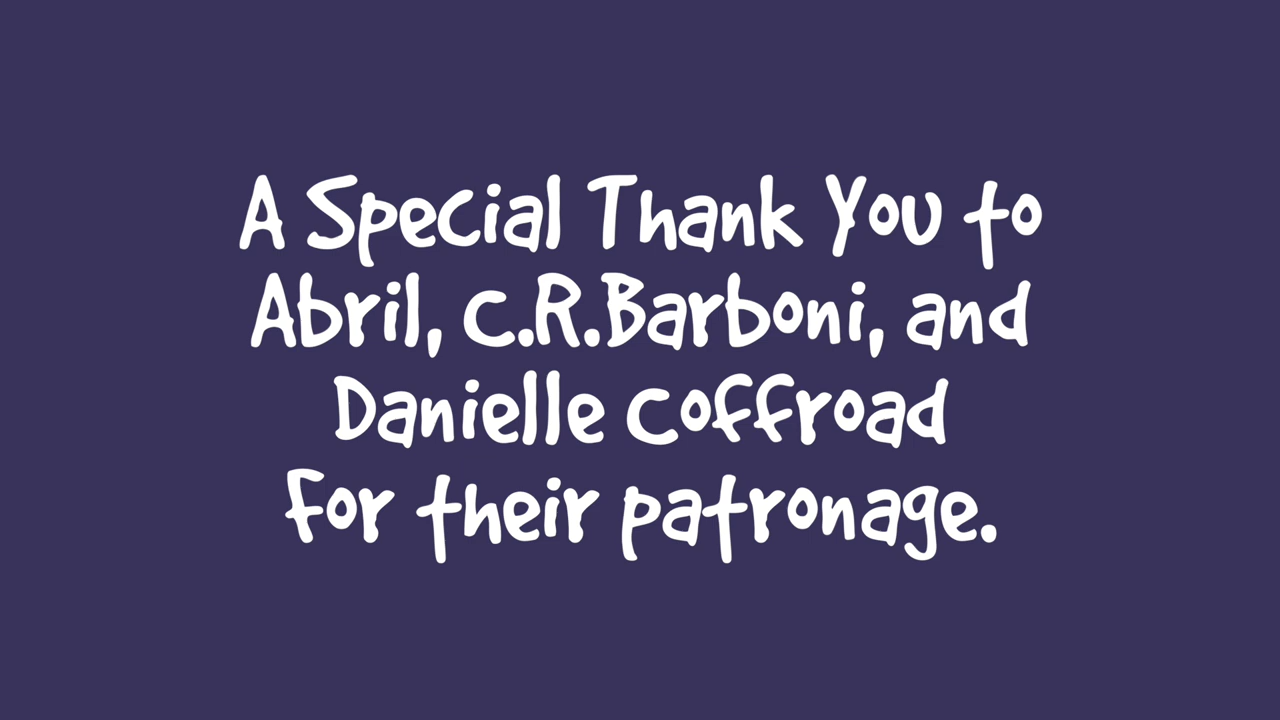 A Special Thank You to
Abril, C.R.Barboni, and
Danielle Coffroad
For their patronage.